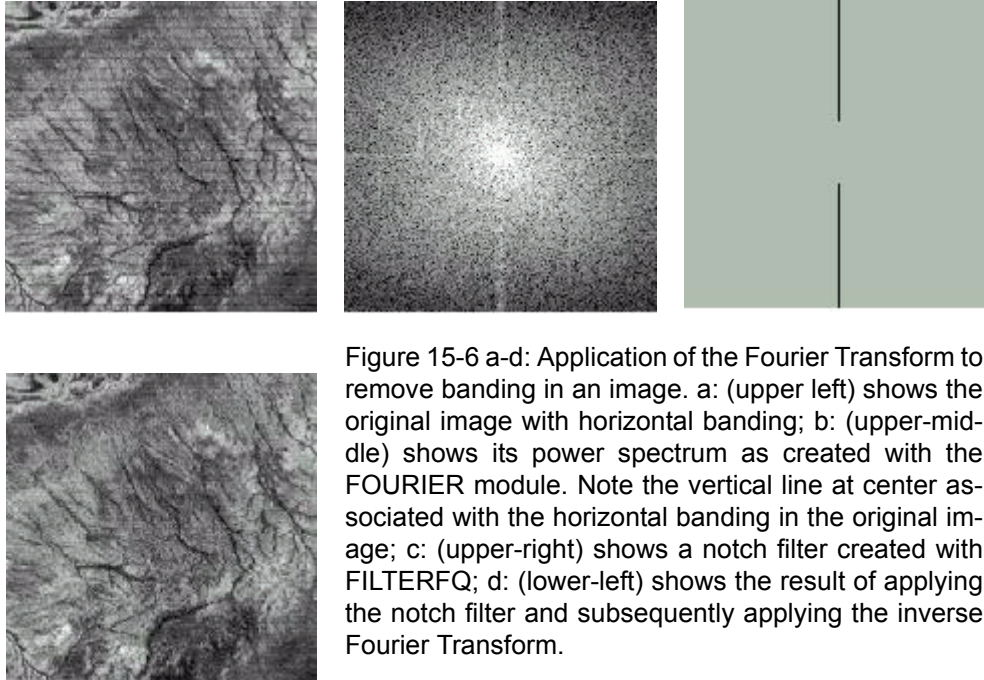 Figure 15-6 a-d: Application of the Fourier Transform to
remove banding in an image. a: (upper left) shows the
original image with horizontal banding; b: (upper-mid-
dle) shows its power spectrum as created with the
FOURIER module. Note the vertical line at center as-
sociated with the horizontal banding in the original im-
age; c: (upper-right) shows a notch filter created with
FILTERFQ; d: (lower-left) shows the result of applying
the notch filter and subsequently applying the inverse
Fourier Transform.